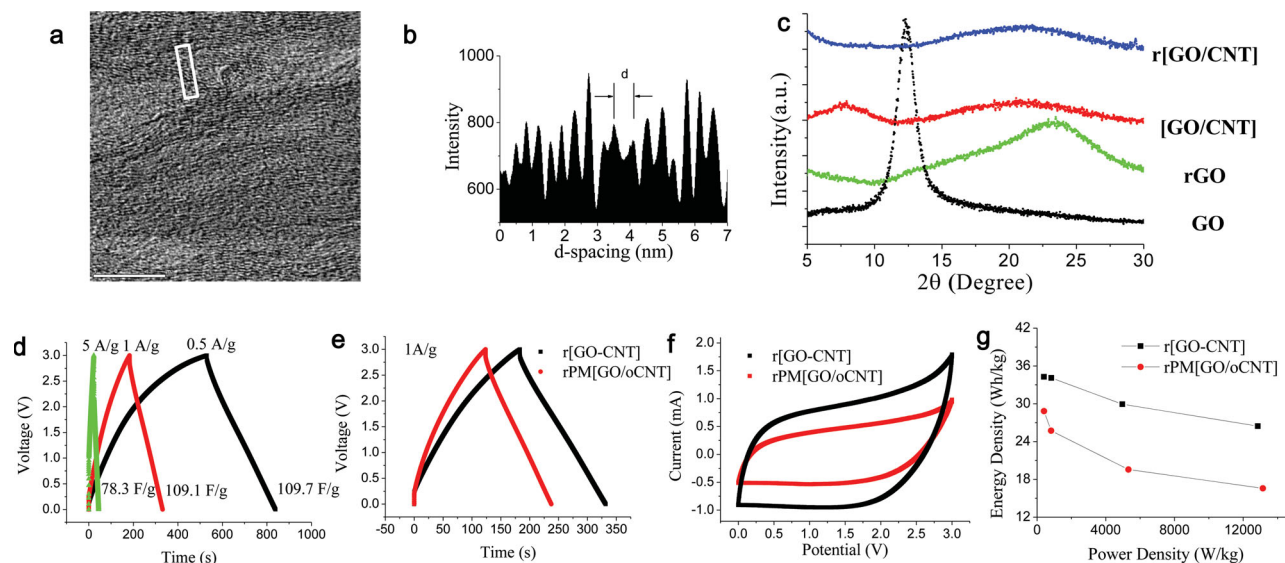 a
b
1000
800
600
Intensity
d
0 1 2 3 4 5 6 7
d-spacing (nm)
c
Intensity(a.u.)
r[GO/CNT]
[GO/CNT]
rGO
GO
5 10 15 20 25 30
2θ (Degree)
d
5 A/g 1 A/g 0.5 A/g
3.0
2.5
2.0
1.5
1.0
0.5
0.0
Voltage (V)
78.3 F/g 109.1 F/g 109.7 F/g
0 200 400 600 800 1000
Time (s)
e
1A/g
r[GO-CNT]
rPM[GO/oCNT]
3.0
2.5
2.0
1.5
1.0
0.5
0.0
Voltage (V)
-50 0 50 100 150 200 250 300 350
Time (s)
f
r[GO-CNT]
rPM[GO/oCNT]
2.0
1.5
1.0
0.5
0.0
-0.5
-1.0
Current (mA)
0.0 0.5 1.0 1.5 2.0 2.5 3.0
Potential (V)
g
r[GO-CNT]
rPM[GO/oCNT]
42
36
30
24
18
12
Energy Density (Wh/kg)
0 4000 8000 12000
Power Density (W/kg)